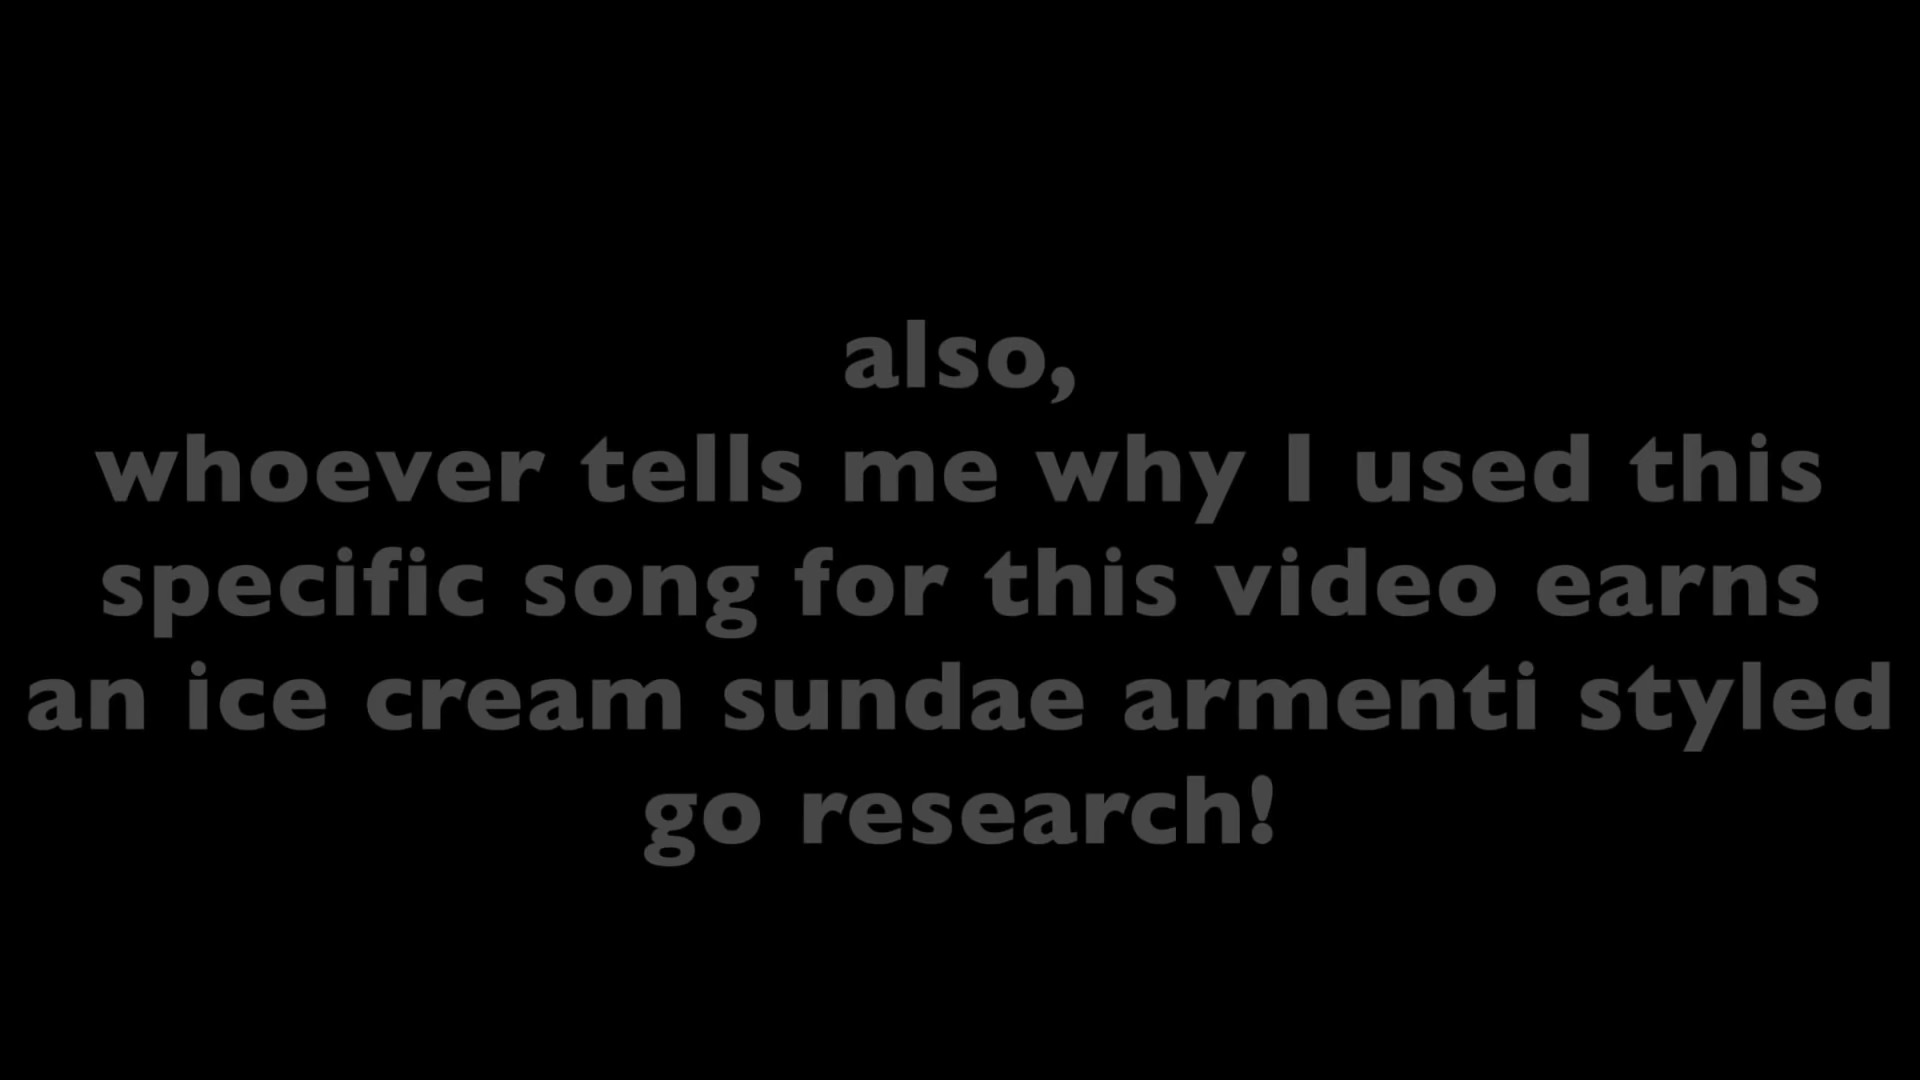 also,
whoever tells me why I used this
specific song for this video earns
an ice cream sundae armenti styled
go research!